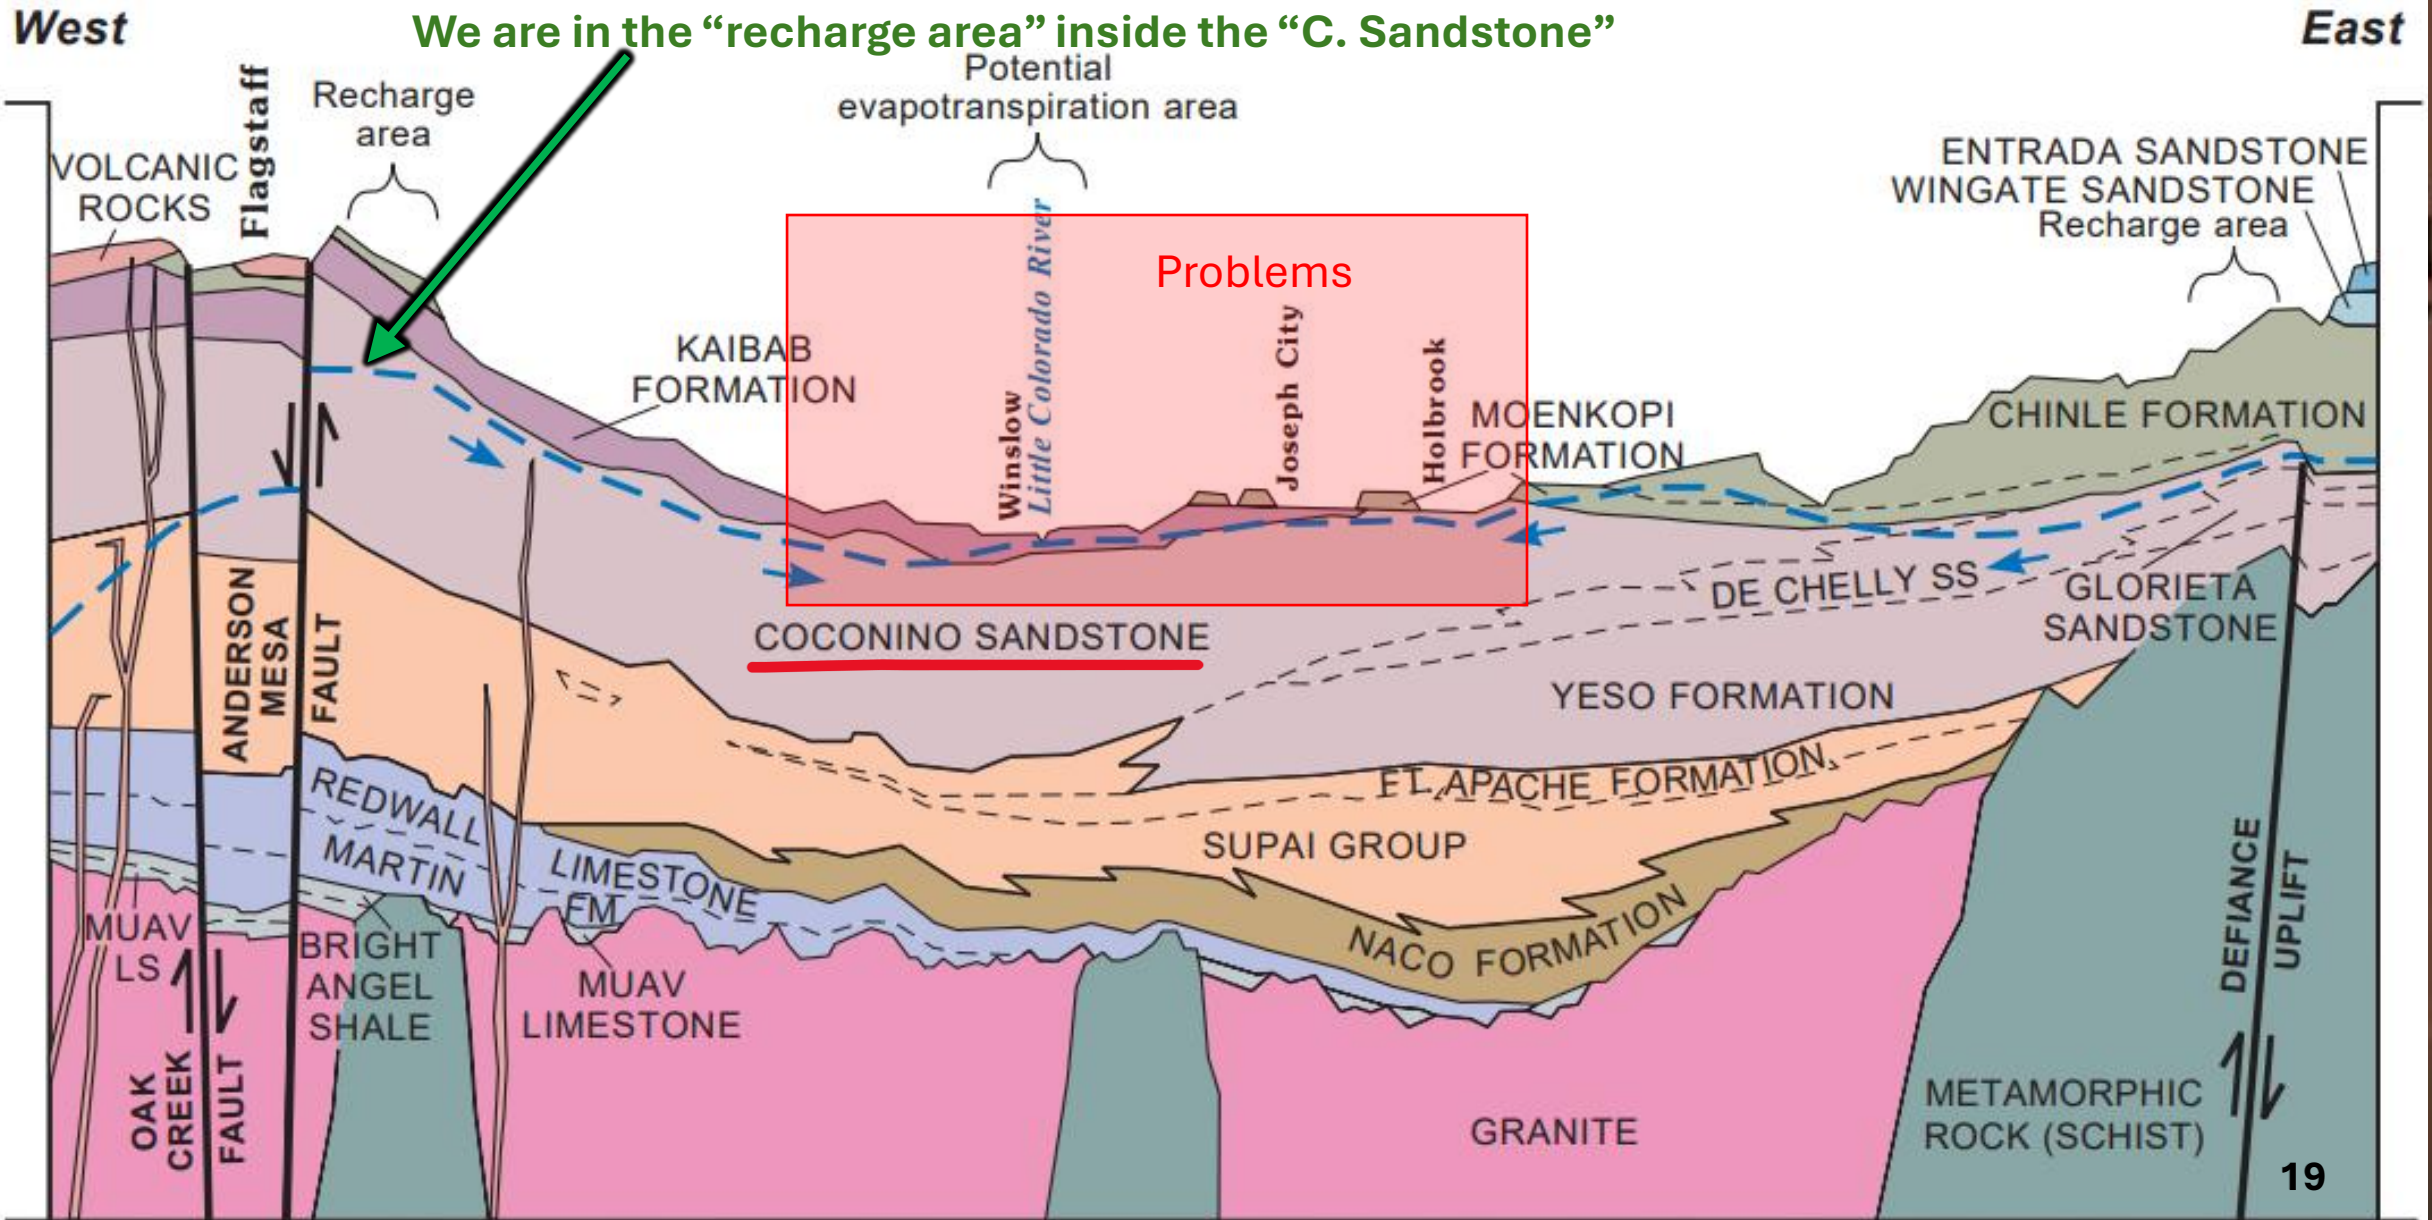 West
We are in the “recharge area” inside the “C. Sandstone”
East
Flagstaff
Recharge
area
Potential
evapotranspiration area
VOLCANIC
ROCKS
ENTRADA SANDSTONE
WINGATE SANDSTONE
Recharge area
Problems
KAIBAB
FORMATION
Winslow
Little Colorado River
Joseph City
Holbrook
MOENKOPI
FORMATION
CHINLE FORMATION
COCONINO SANDSTONE
DE CHELLY SS
GLORIETA
SANDSTONE
ANDERSON
MESA
FAULT
YESO FORMATION
FT. APACHE FORMATION
REDWALL
LIMESTONE
MARTIN
FM
SUPAI GROUP
NACO FORMATION
MUAV
LS
BRIGHT
ANGEL
SHALE
MUAV
LIMESTONE
OAK
CREEK
FAULT
GRANITE
METAMORPHIC
ROCK (SCHIST)
DEFIANCE
UPLIFT
19